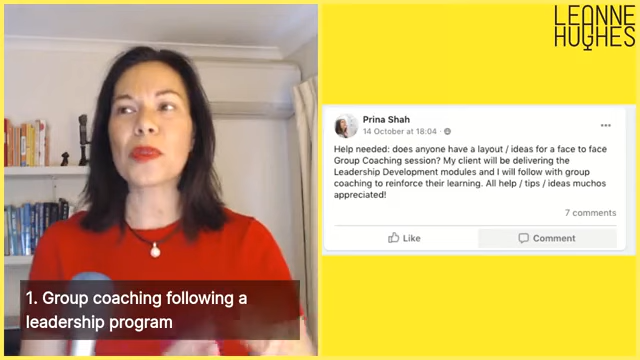 LEANNE
HUGHES
Prina Shah
14 October at 18:04 ·
Help needed: does anyone have a layout / ideas for a face to face
Group Coaching session? My client will be delivering the
Leadership Development modules and I will follow with group
coaching to reinforce their learning. All help / tips / ideas muchos
appreciated!
7 comments
Like
Comment
1. Group coaching following a
leadership program